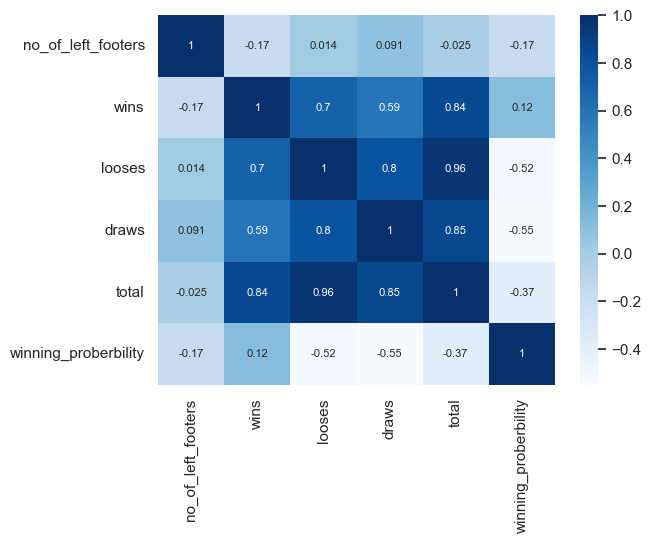 no_of_left_footers 1 -0.17 0.014 0.091 -0.025 -0.17
wins -0.17 1 0.7 0.59 0.84 0.12
looses 0.014 0.7 1 0.8 0.96 -0.52
draws 0.091 0.59 0.8 1 0.85 -0.55
total -0.025 0.84 0.96 0.85 1 -0.37
winning_proberbility -0.17 0.12 -0.52 -0.55 -0.37 1
no_of_left_footers
wins
looses
draws
total
winning_proberbility
1.0
0.8
0.6
0.4
0.2
0.0
−0.2
−0.4